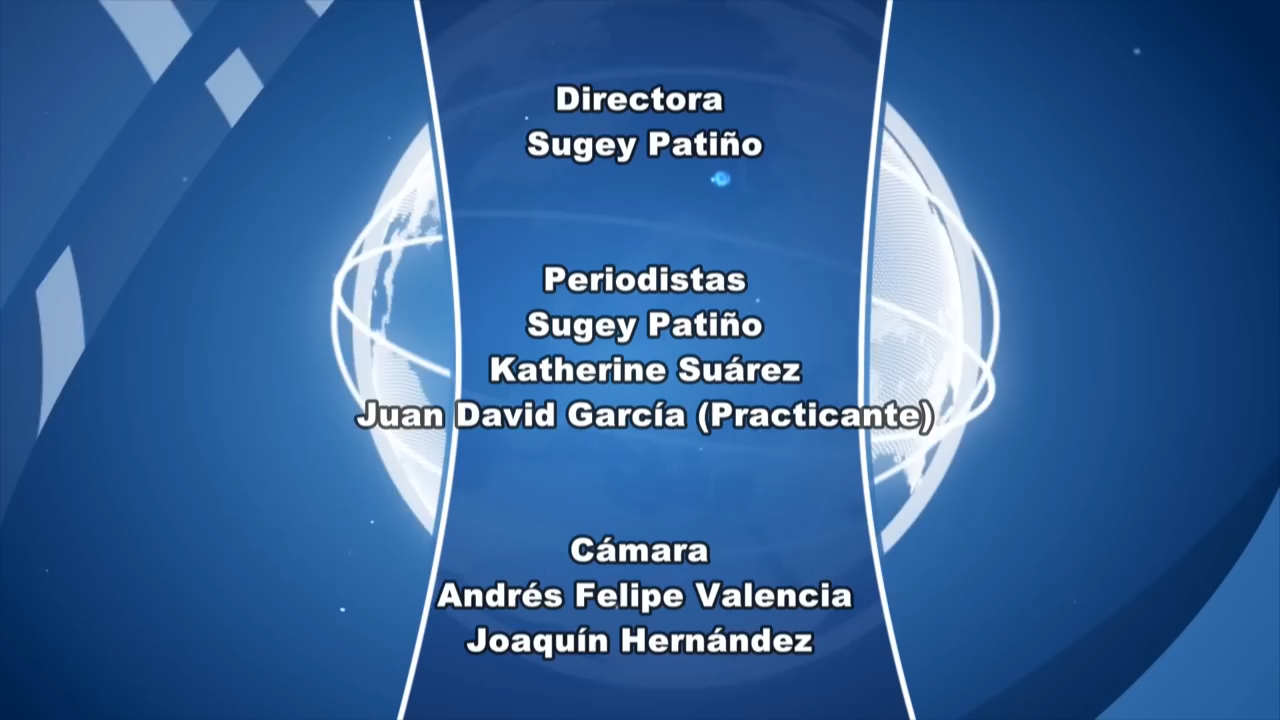 Directora
Sugey Patiño
Periodistas
Sugey Patiño
Katherine Suárez
Juan David García (Practicante)
Cámara
Andrés Felipe Valencia
Joaquín Hernández